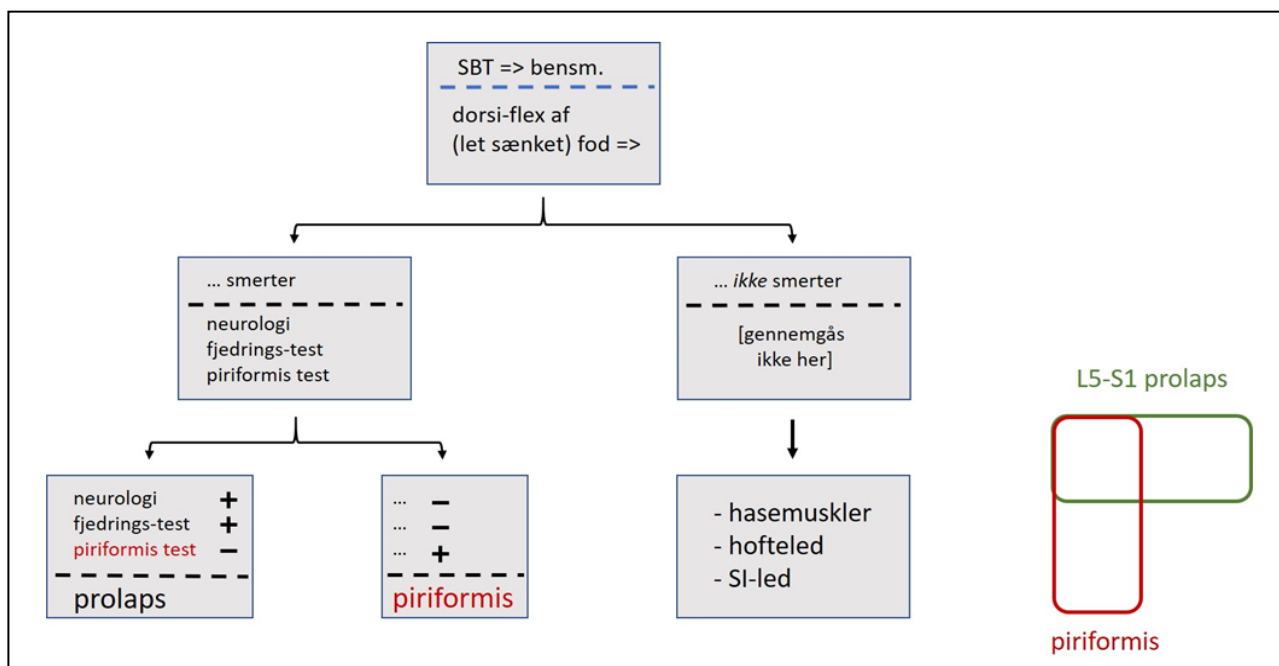 SBT => bensm.
dorsi-flex af
(let sænket) fod =>
... smerter
neurologi
fjedrings-test
piriformis test
... ikke smerter
[gennemgås
ikke her]
neurologi +
fjedrings-test +
piriformis test −
prolaps
... −
... −
... +
piriformis
- hasemuskler
- hofteled
- SI-led
L5-S1 prolaps
piriformis